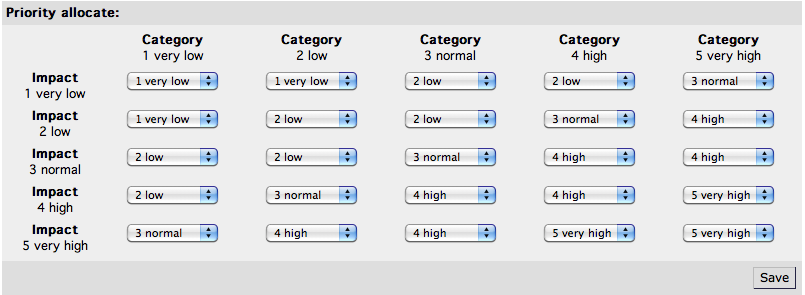 Priority allocate:
Category Category Category Category Category
1 very low 2 low 3 normal 4 high 5 very high
Impact
1 very low 1 very low 1 very low 2 low 2 low 3 normal
Impact
2 low 1 very low 2 low 2 low 3 normal 4 high
Impact
3 normal 2 low 2 low 3 normal 4 high 4 high
Impact
4 high 2 low 3 normal 4 high 4 high 5 very high
Impact
5 very high 3 normal 4 high 4 high 5 very high 5 very high
Save